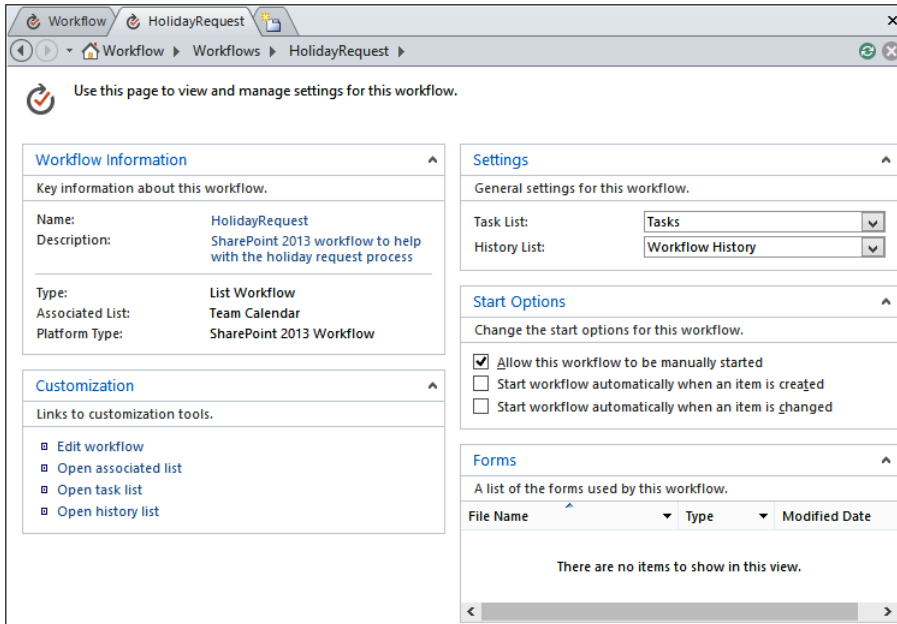 Workflow
HolidayRequest
Workflow
Workflows
HolidayRequest
Use this page to view and manage settings for this workflow.
Workflow Information
Key information about this workflow.
Name:
HolidayRequest
Description:
SharePoint 2013 workflow to help
with the holiday request process
Type:
List Workflow
Associated List:
Team Calendar
Platform Type:
SharePoint 2013 Workflow
Customization
Links to customization tools.
Edit workflow
Open associated list
Open task list
Open history list
Settings
General settings for this workflow.
Task List:
Tasks
History List:
Workflow History
Start Options
Change the start options for this workflow.
Allow this workflow to be manually started
Start workflow automatically when an item is created
Start workflow automatically when an item is changed
Forms
A list of the forms used by this workflow.
File Name
Type
Modified Date
There are no items to show in this view.